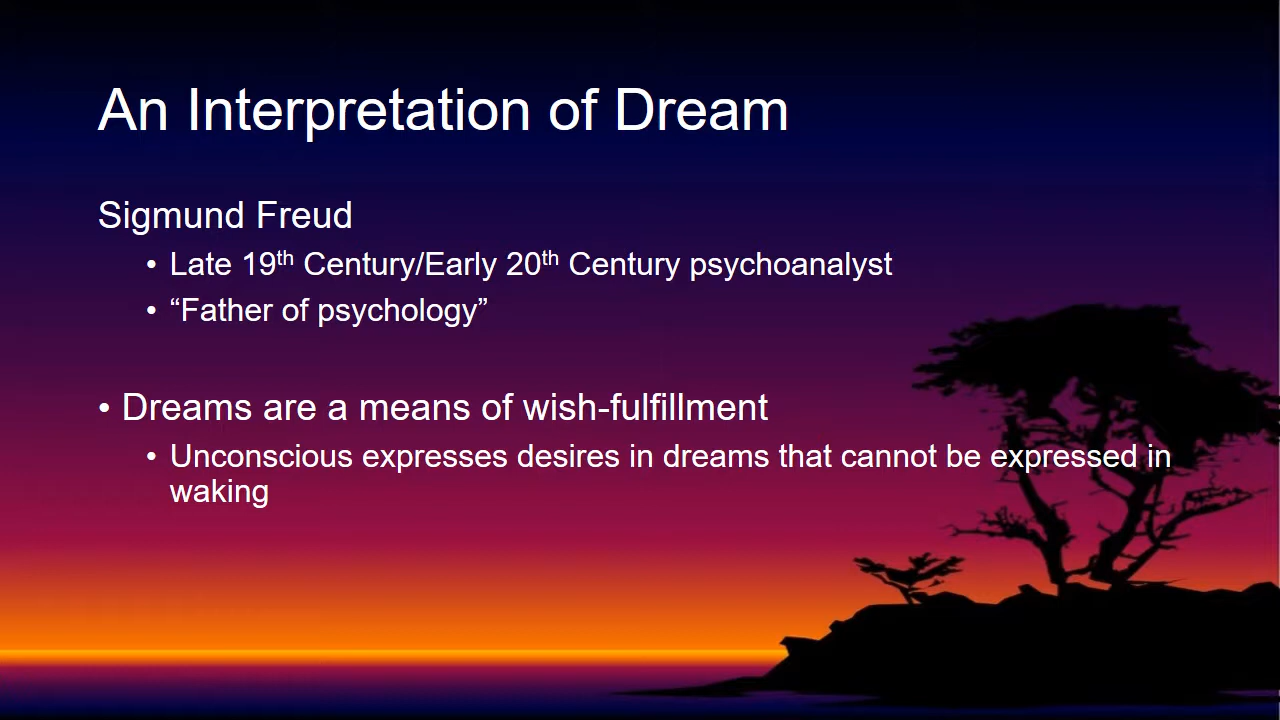 An Interpretation of Dream
Sigmund Freud
• Late 19th Century/Early 20th Century psychoanalyst
• “Father of psychology”
• Dreams are a means of wish-fulfillment
• Unconscious expresses desires in dreams that cannot be expressed in
waking